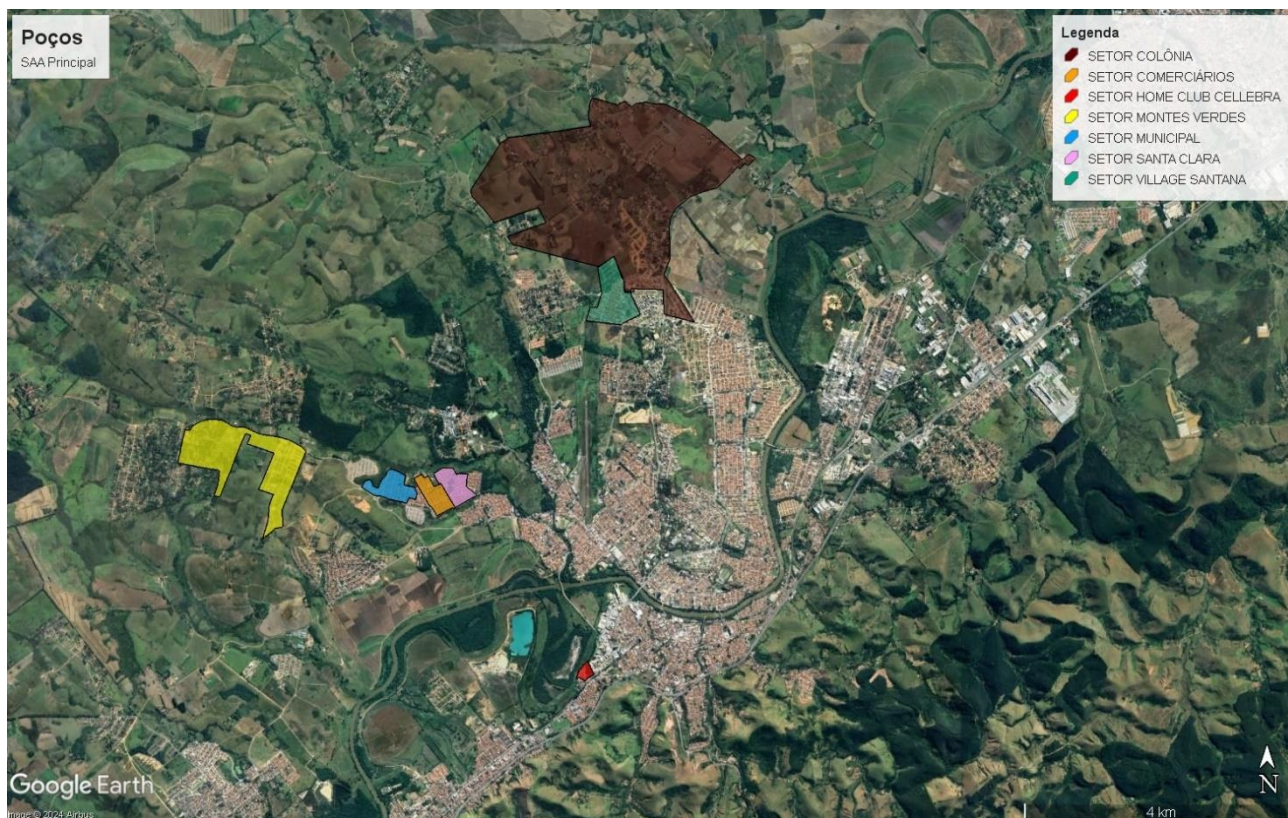 Poços
SAA Principal
Legenda
SETOR COLÔNIA
SETOR COMERCIÁRIOS
SETOR HOME CLUB CELLEBRA
SETOR MONTES VERDES
SETOR MUNICIPAL
SETOR SANTA CLARA
SETOR VILLAGE SANTANA
Google Earth
Image © 2024 Airbus
4 km
N